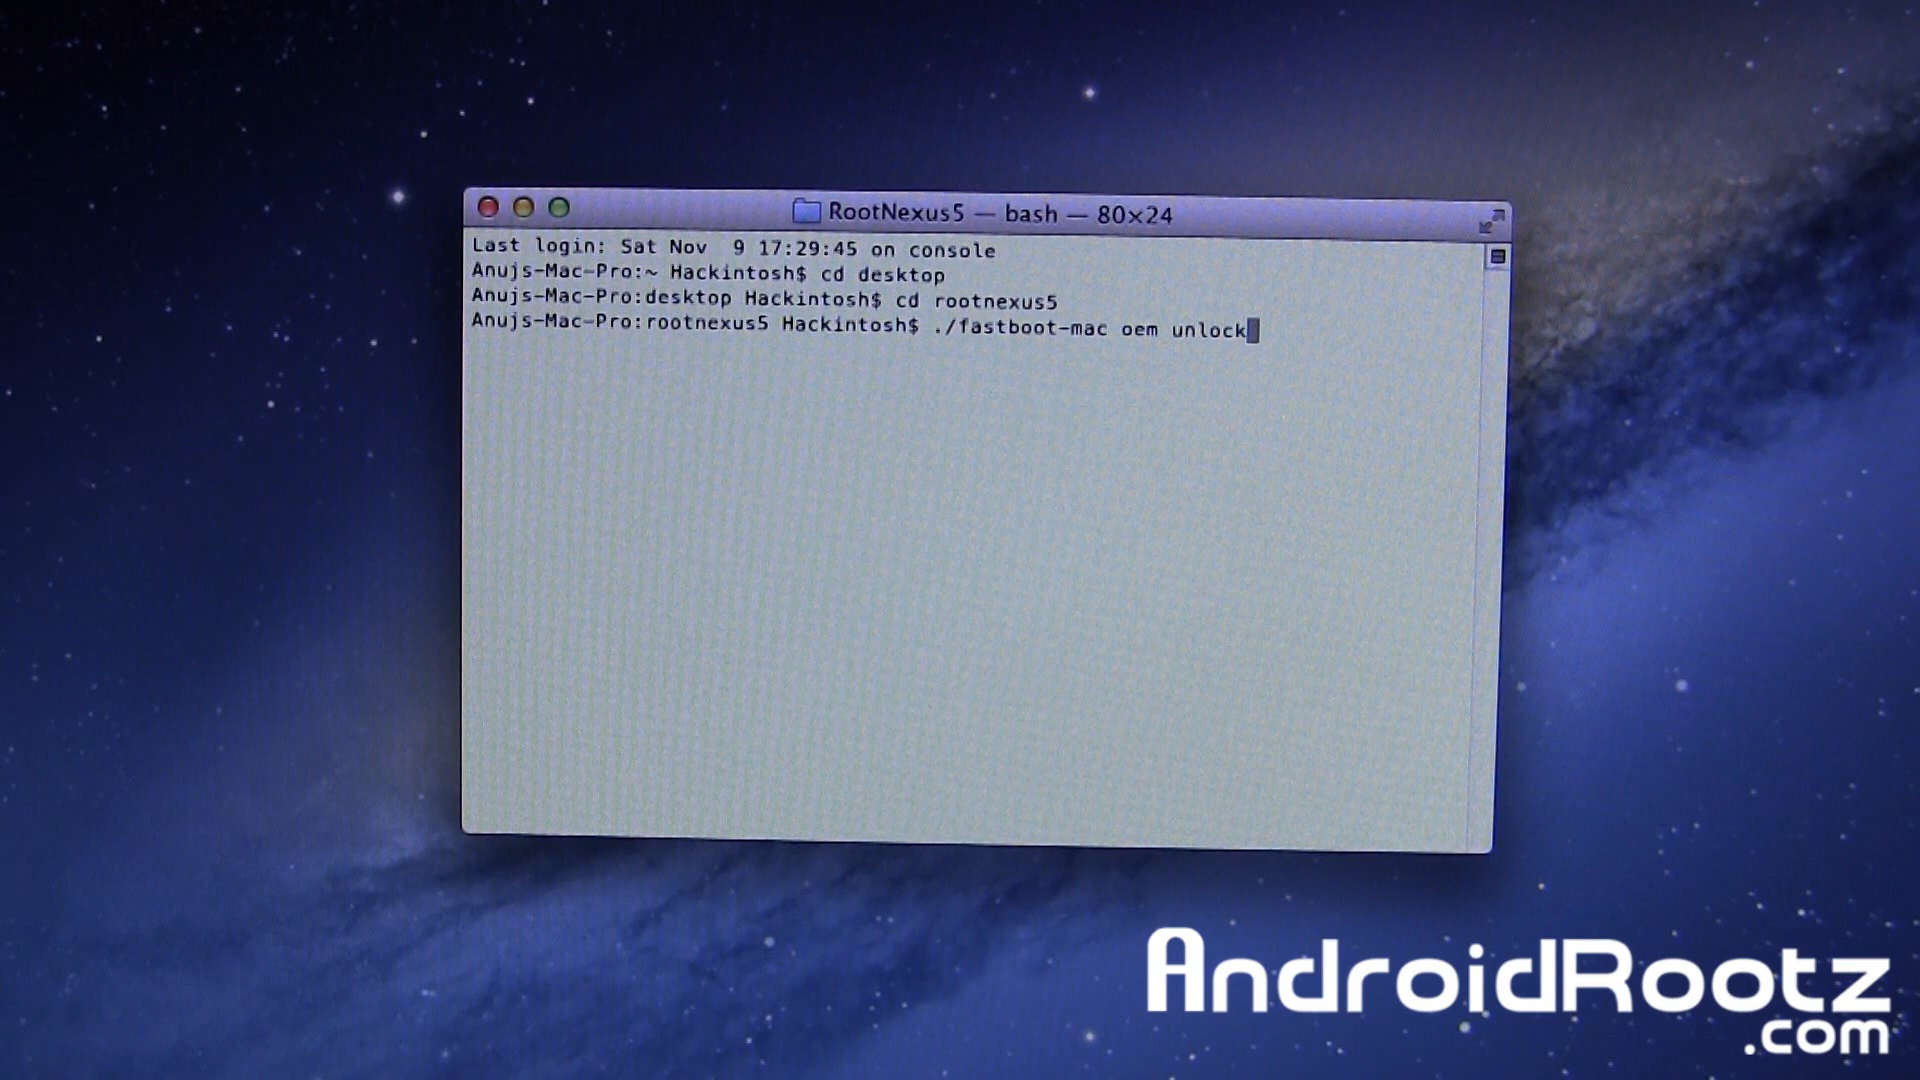 RootNexus5 — bash — 80×24
Last login: Sat Nov  9 17:29:45 on console
Anujs-Mac-Pro:~ Hackintosh$ cd desktop
Anujs-Mac-Pro:desktop Hackintosh$ cd rootnexus5
Anujs-Mac-Pro:rootnexus5 Hackintosh$ ./fastboot-mac oem unlock
AndroidRootz
.com